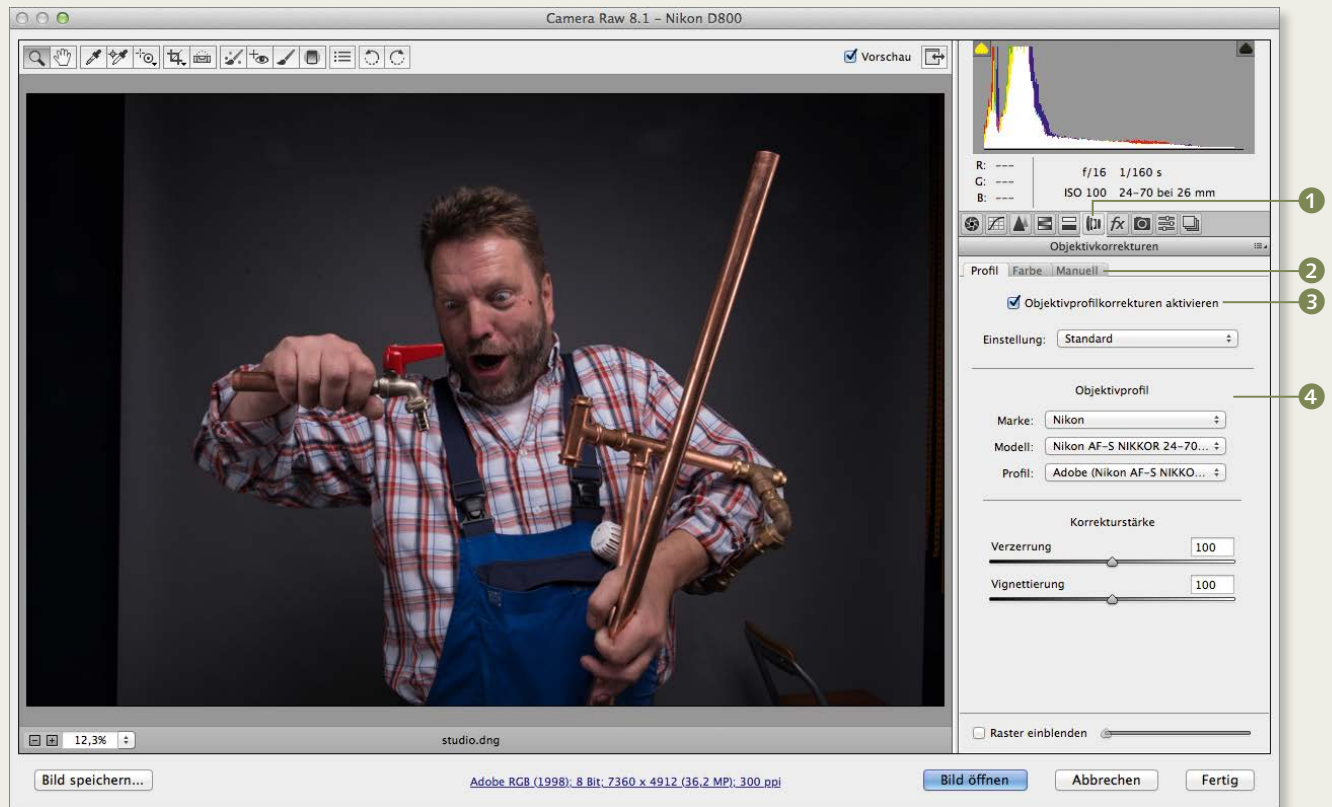 Camera Raw 8.1 – Nikon D800
Vorschau
R: ---
G: ---
B: ---
f/16 1/160 s
ISO 100 24–70 bei 26 mm
1
fx
Objektivkorrekturen
Profil Farbe Manuell
2
Objektivprofilkorrekturen aktivieren
3
Einstellung: Standard
Objektivprofil
4
Marke: Nikon
Modell: Nikon AF–S NIKKOR 24–70...
Profil: Adobe (Nikon AF–S NIKKO...
Korrekturstärke
Verzerrung 100
Vignettierung 100
Raster einblenden
12,3%
studio.dng
Bild speichern...
Adobe RGB (1998); 8 Bit; 7360 x 4912 (36,2 MP); 300 ppi
Bild öffnen
Abbrechen
Fertig